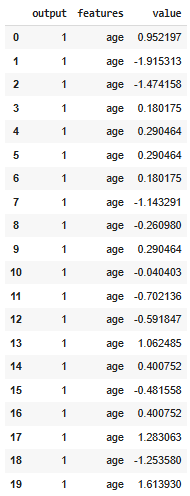 output features value
0 1 age 0.952197
1 1 age -1.915313
2 1 age -1.474158
3 1 age 0.180175
4 1 age 0.290464
5 1 age 0.290464
6 1 age 0.180175
7 1 age -1.143291
8 1 age -0.260980
9 1 age 0.290464
10 1 age -0.040403
11 1 age -0.702136
12 1 age -0.591847
13 1 age 1.062485
14 1 age 0.400752
15 1 age -0.481558
16 1 age 0.400752
17 1 age 1.283063
18 1 age -1.253580
19 1 age 1.613930